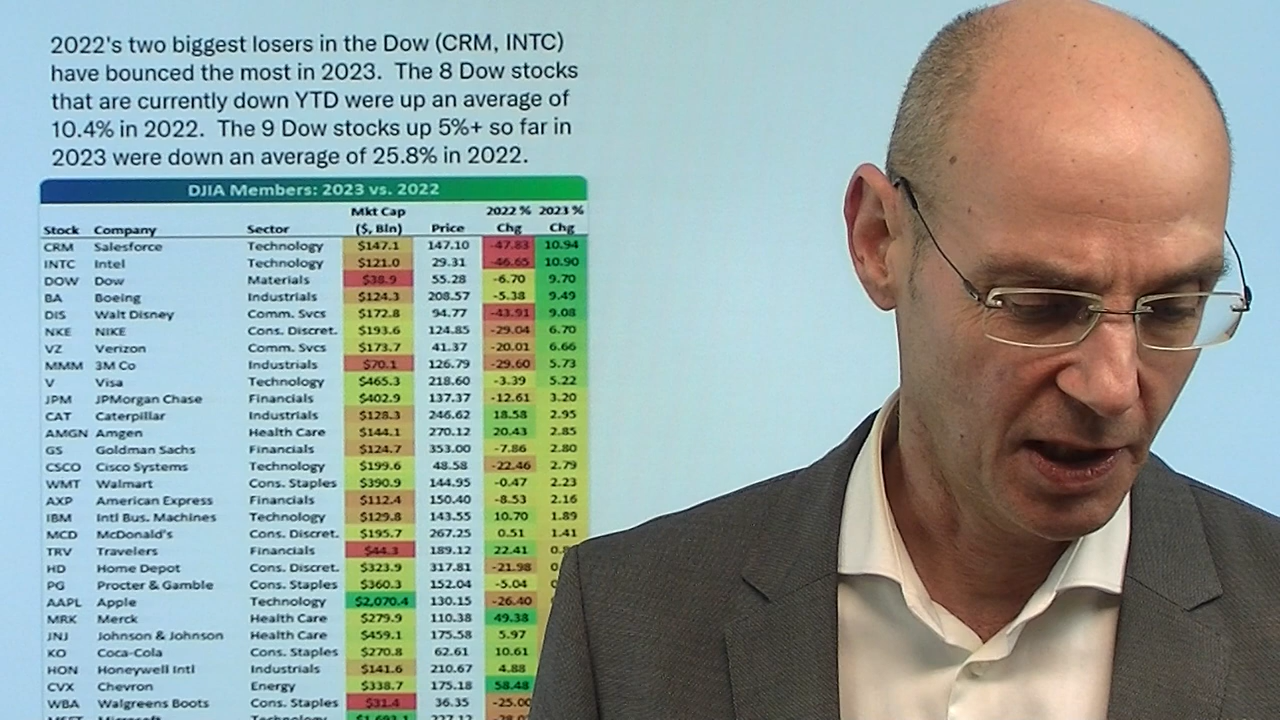 2022's two biggest losers in the Dow (CRM, INTC)
have bounced the most in 2023. The 8 Dow stocks
that are currently down YTD were up an average of
10.4% in 2022. The 9 Dow stocks up 5%+ so far in
2023 were down an average of 25.8% in 2022.
DJIA Members: 2023 vs. 2022
Mkt Cap 2022 % 2023 %
Stock Company Sector ($, Bln) Price Chg Chg
CRM Salesforce Technology $147.1 147.10 -47.83 10.94
INTC Intel Technology $121.0 29.31 -46.65 10.90
DOW Dow Materials $38.9 55.28 -6.70 9.70
BA Boeing Industrials $124.3 208.57 -5.38 9.49
DIS Walt Disney Comm. Svcs $172.8 94.77 -43.91 9.08
NKE NIKE Cons. Discret. $193.6 124.85 -29.04 6.70
VZ Verizon Comm. Svcs $173.7 41.37 -20.01 6.66
MMM 3M Co Industrials $70.1 126.79 -29.60 5.73
V Visa Technology $465.3 218.60 -3.39 5.22
JPM JPMorgan Chase Financials $402.9 137.37 -12.61 3.20
CAT Caterpillar Industrials $128.3 246.62 18.58 2.95
AMGN Amgen Health Care $144.1 270.12 20.43 2.85
GS Goldman Sachs Financials $124.7 353.00 -7.86 2.80
CSCO Cisco Systems Technology $199.6 48.58 -22.46 2.79
WMT Walmart Cons. Staples $390.9 144.95 -0.47 2.23
AXP American Express Financials $112.4 150.40 -8.53 2.16
IBM Intl Bus. Machines Technology $129.8 143.55 10.70 1.89
MCD McDonald's Cons. Discret. $195.7 267.25 0.51 1.41
TRV Travelers Financials $44.3 189.12 22.41
HD Home Depot Cons. Discret. $323.9 317.81 -21.98
PG Procter & Gamble Cons. Staples $360.3 152.04 -5.04
AAPL Apple Technology $2,070.4 130.15 -26.40
MRK Merck Health Care $279.9 110.38 49.38
JNJ Johnson & Johnson Health Care $459.1 175.58 5.97
KO Coca-Cola Cons. Staples $270.8 62.61 10.61
HON Honeywell Intl Industrials $141.6 210.67 4.88
CVX Chevron Energy $338.7 175.18 58.48
WBA Walgreens Boots Cons. Staples $31.4 36.35 -25.00
MSFT Microsoft Technology $1,693.1 227.12